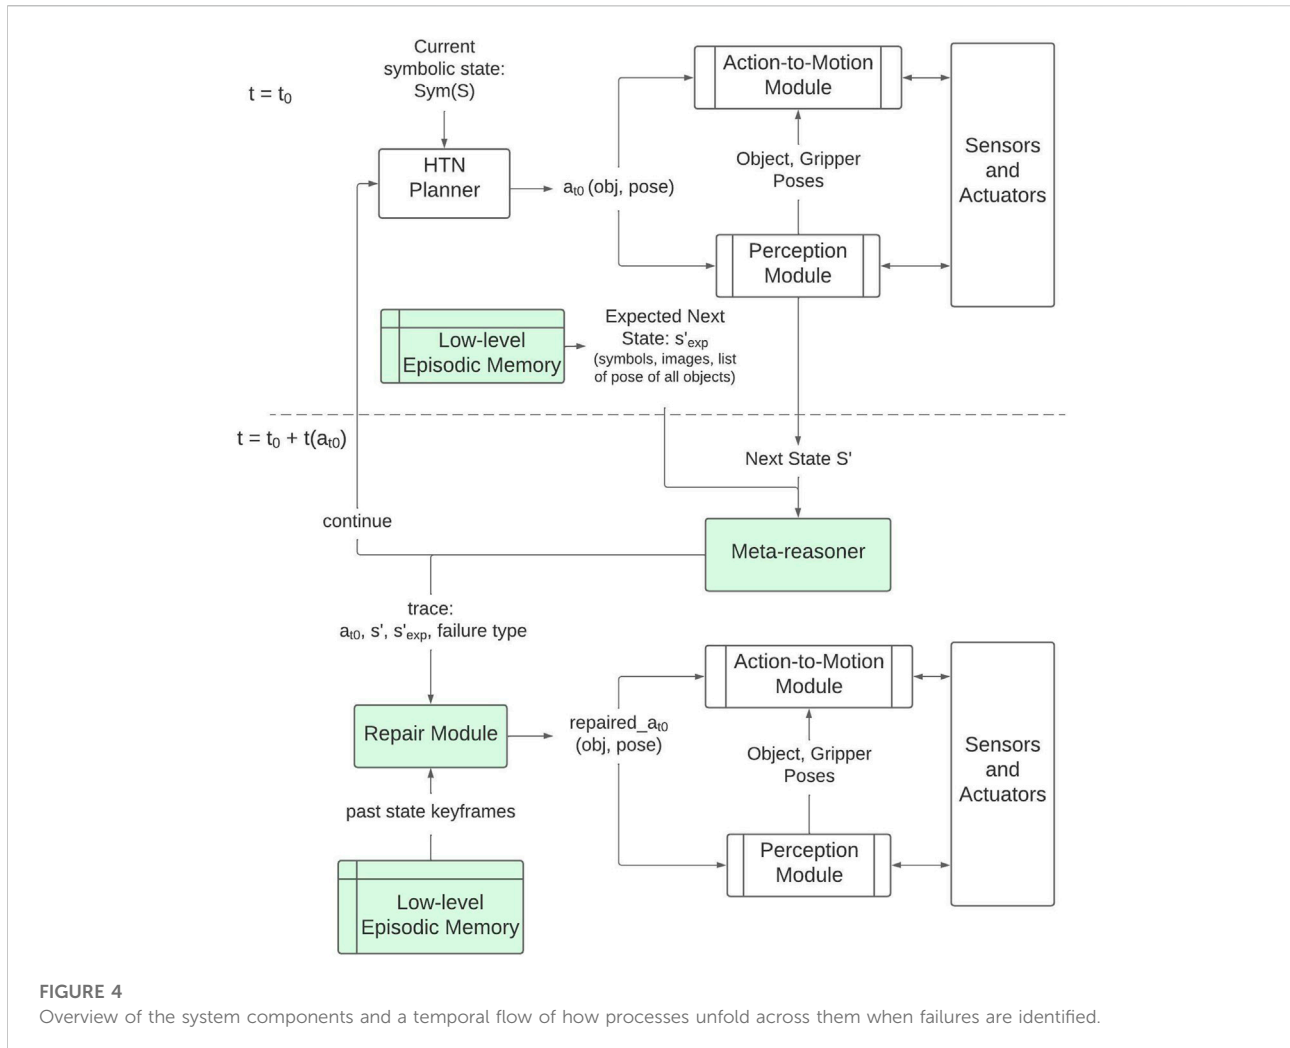 Current
symbolic state:
Sym(S)
t = t0
HTN
Planner
at0 (obj, pose)
Action-to-Motion
Module
Object, Gripper
Poses
Perception
Module
Sensors
and
Actuators
Low-level
Episodic Memory
Expected Next
State: s'exp
(symbols, images, list
of pose of all objects)
t = t0 + t(at0)
Next State S'
continue
Meta-reasoner
trace:
at0, s', s'exp, failure type
Repair Module
past state keyframes
Low-level
Episodic Memory
repaired_at0
(obj, pose)
Action-to-Motion
Module
Object, Gripper
Poses
Perception
Module
Sensors
and
Actuators
FIGURE 4
Overview of the system components and a temporal flow of how processes unfold across them when failures are identified.